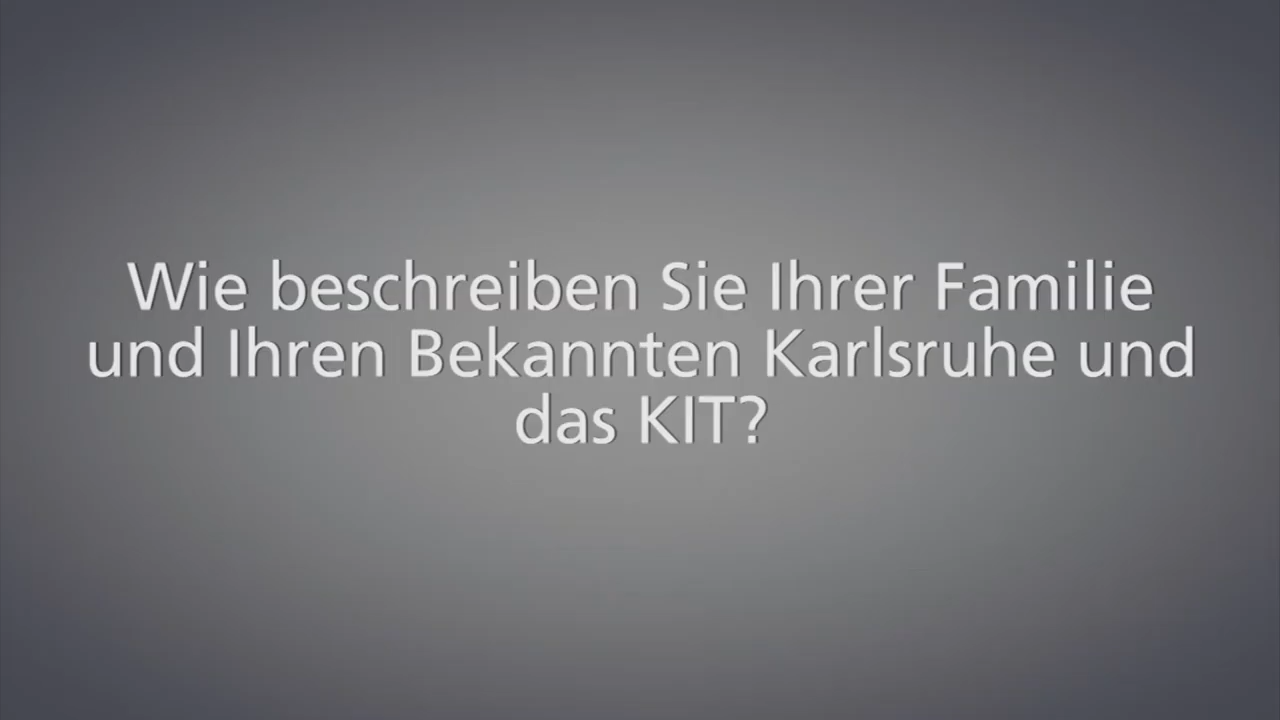 Wie beschreiben Sie Ihrer Familie
und Ihren Bekannten Karlsruhe und
das KIT?